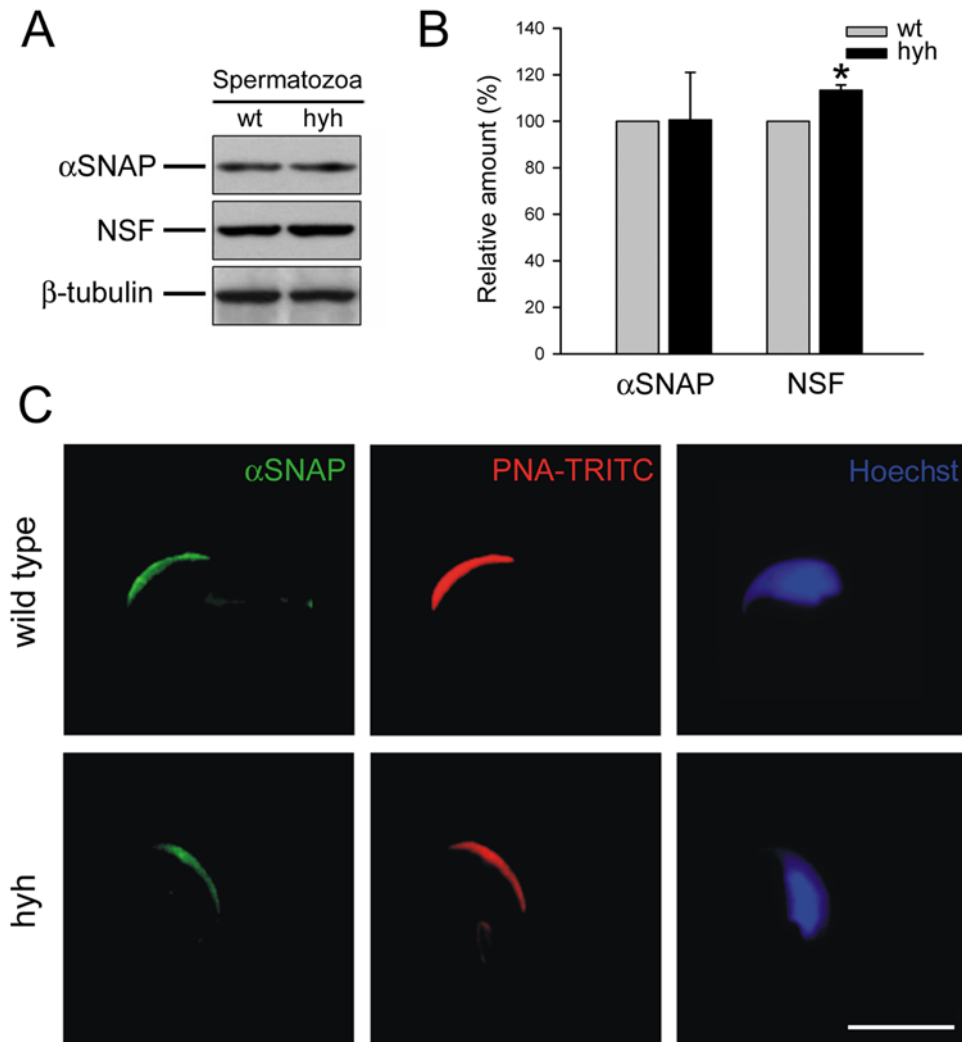 A
Spermatozoa
wt hyh
αSNAP
NSF
β-tubulin
B
wt
hyh
Relative amount (%)
140
120
100
80
60
40
20
0
*
αSNAP NSF
C
αSNAP PNA-TRITC Hoechst
wild type
hyh